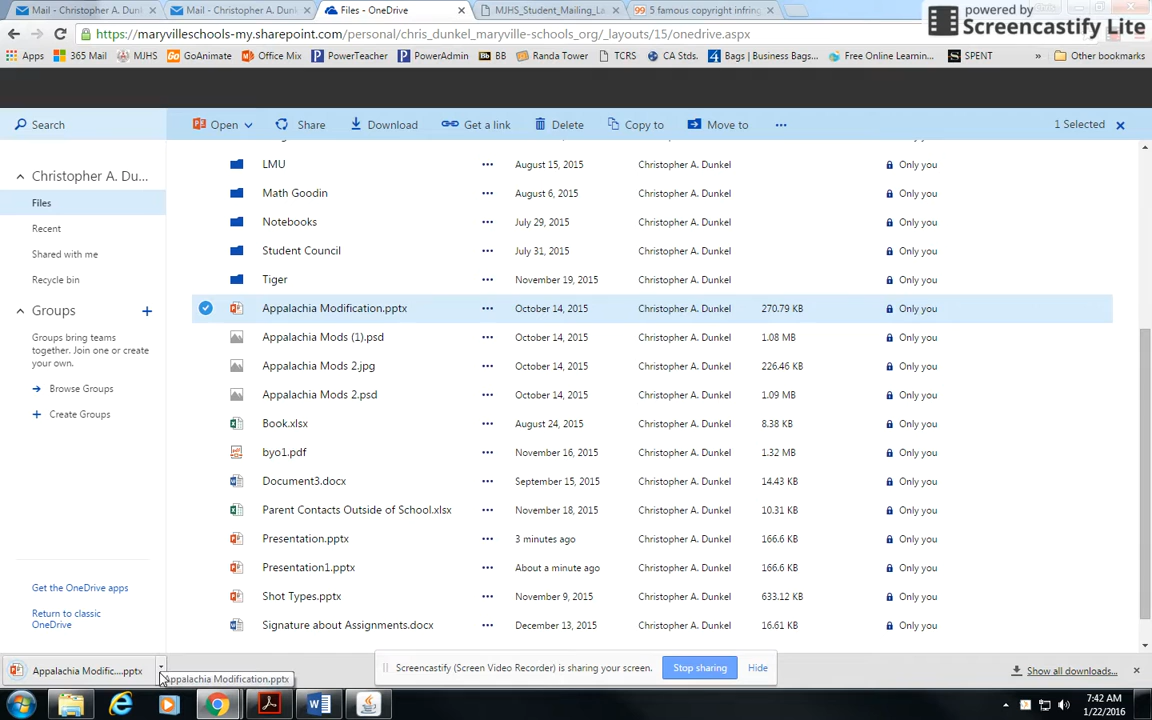 Mail - Christopher A. Dunk
Mail - Christopher A. Dunk
Files - OneDrive
MJHS_Student_Mailing_La
5 famous copyright infring
powered by
Screencastify Lite
https://maryvilleschools-my.sharepoint.com/personal/chris_dunkel_maryville-schools_org/_layouts/15/onedrive.aspx
Apps
MJHS
GoAnimate
Office Mix
PowerTeacher
PowerAdmin
BB
Randa Tower
TCRS
CA Stds.
Bags | Business Bag...
Free Online Learnin...
SPENT
»
Other bookmarks
Search
Open
Share
Download
Get a link
Delete
Copy to
Move to
...
1 Selected
LMU ... August 15, 2015 Christopher A. Dunkel Only you
Christopher A. Du...
Math Goodin ... August 6, 2015 Christopher A. Dunkel Only you
Files
Notebooks ... July 29, 2015 Christopher A. Dunkel Only you
Recent
Student Council ... July 31, 2015 Christopher A. Dunkel Only you
Shared with me
Tiger ... November 19, 2015 Christopher A. Dunkel Only you
Recycle bin
Appalachia Modification.pptx ... October 14, 2015 Christopher A. Dunkel 270.79 KB Only you
Groups +
Appalachia Mods (1).psd ... October 14, 2015 Christopher A. Dunkel 1.08 MB Only you
Groups bring teams
together. Join one or create
your own.
Appalachia Mods 2.jpg ... October 14, 2015 Christopher A. Dunkel 226.46 KB Only you
Browse Groups
Appalachia Mods 2.psd ... October 14, 2015 Christopher A. Dunkel 1.09 MB Only you
Create Groups
Book.xlsx ... August 24, 2015 Christopher A. Dunkel 8.38 KB Only you
byo1.pdf ... November 16, 2015 Christopher A. Dunkel 1.32 MB Only you
Document3.docx ... September 15, 2015 Christopher A. Dunkel 14.43 KB Only you
Parent Contacts Outside of School.xlsx ... November 18, 2015 Christopher A. Dunkel 10.31 KB Only you
Presentation.pptx ... 3 minutes ago Christopher A. Dunkel 166.6 KB Only you
Presentation1.pptx ... About a minute ago Christopher A. Dunkel 166.6 KB Only you
Shot Types.pptx ... November 9, 2015 Christopher A. Dunkel 633.12 KB Only you
Signature about Assignments.docx ... December 13, 2015 Christopher A. Dunkel 16.61 KB Only you
Get the OneDrive apps
Return to classic
OneDrive
Appalachia Modific....pptx
Appalachia Modification.pptx
Screencastify (Screen Video Recorder) is sharing your screen.
Stop sharing
Hide
Show all downloads...
7:42 AM
1/22/2016